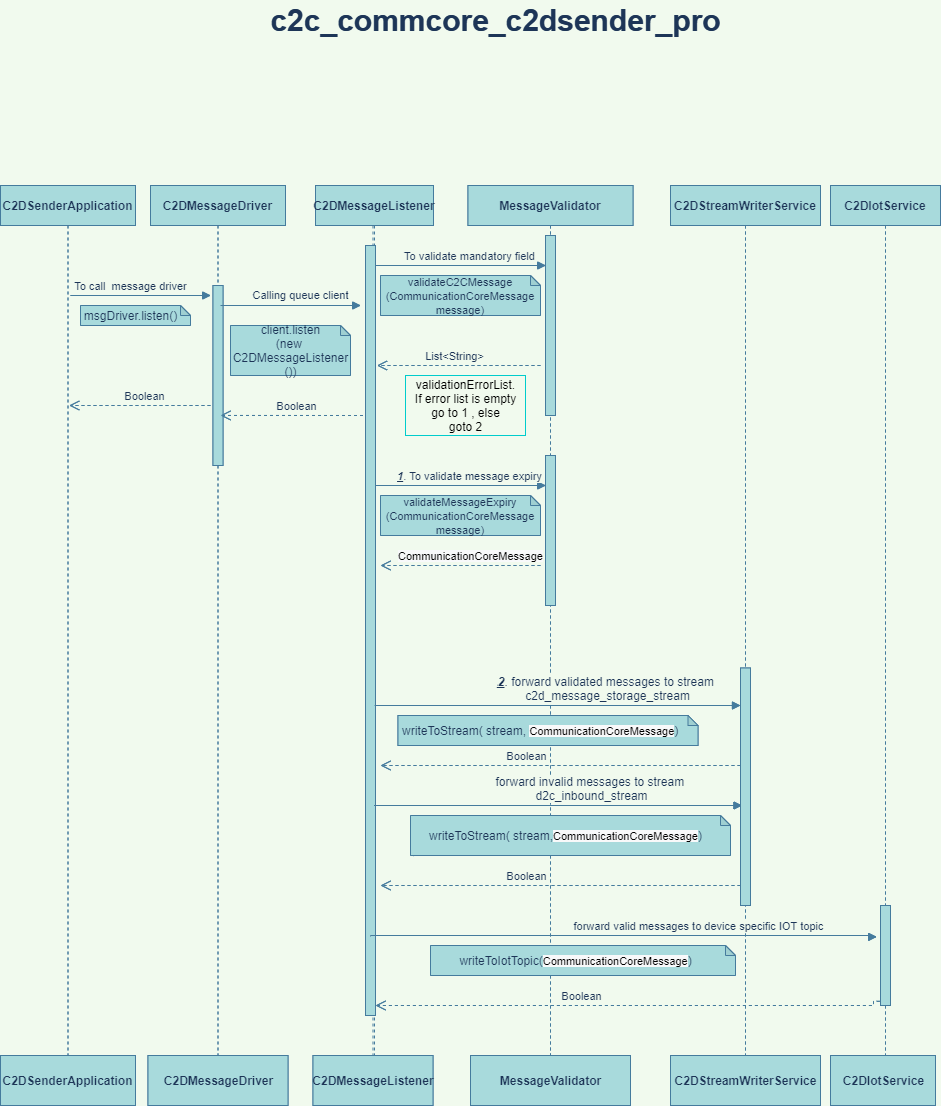 c2c_commcore_c2dsender_pro
C2DSenderApplication
C2DMessageDriver
C2DMessageListener
MessageValidator
C2DStreamWriterService
C2DIotService
To validate mandatory field
To call  message driver
Calling queue client
validateC2CMessage
(CommunicationCoreMessage
message)
msgDriver.listen()
client.listen
(new
C2DMessageListener
())
List<String>
validationErrorList.
If error list is empty
go to 1 , else
goto 2
Boolean
Boolean
1. To validate message expiry
validateMessageExpiry
(CommunicationCoreMessage
message)
CommunicationCoreMessage
2. forward validated messages to stream
c2d_message_storage_stream
writeToStream( stream, CommunicationCoreMessage)
Boolean
forward invalid messages to stream
d2c_inbound_stream
writeToStream( stream,CommunicationCoreMessage)
Boolean
forward valid messages to device specific IOT topic
writeToIotTopic(CommunicationCoreMessage)
Boolean
C2DSenderApplication
C2DMessageDriver
C2DMessageListener
MessageValidator
C2DStreamWriterService
C2DIotService